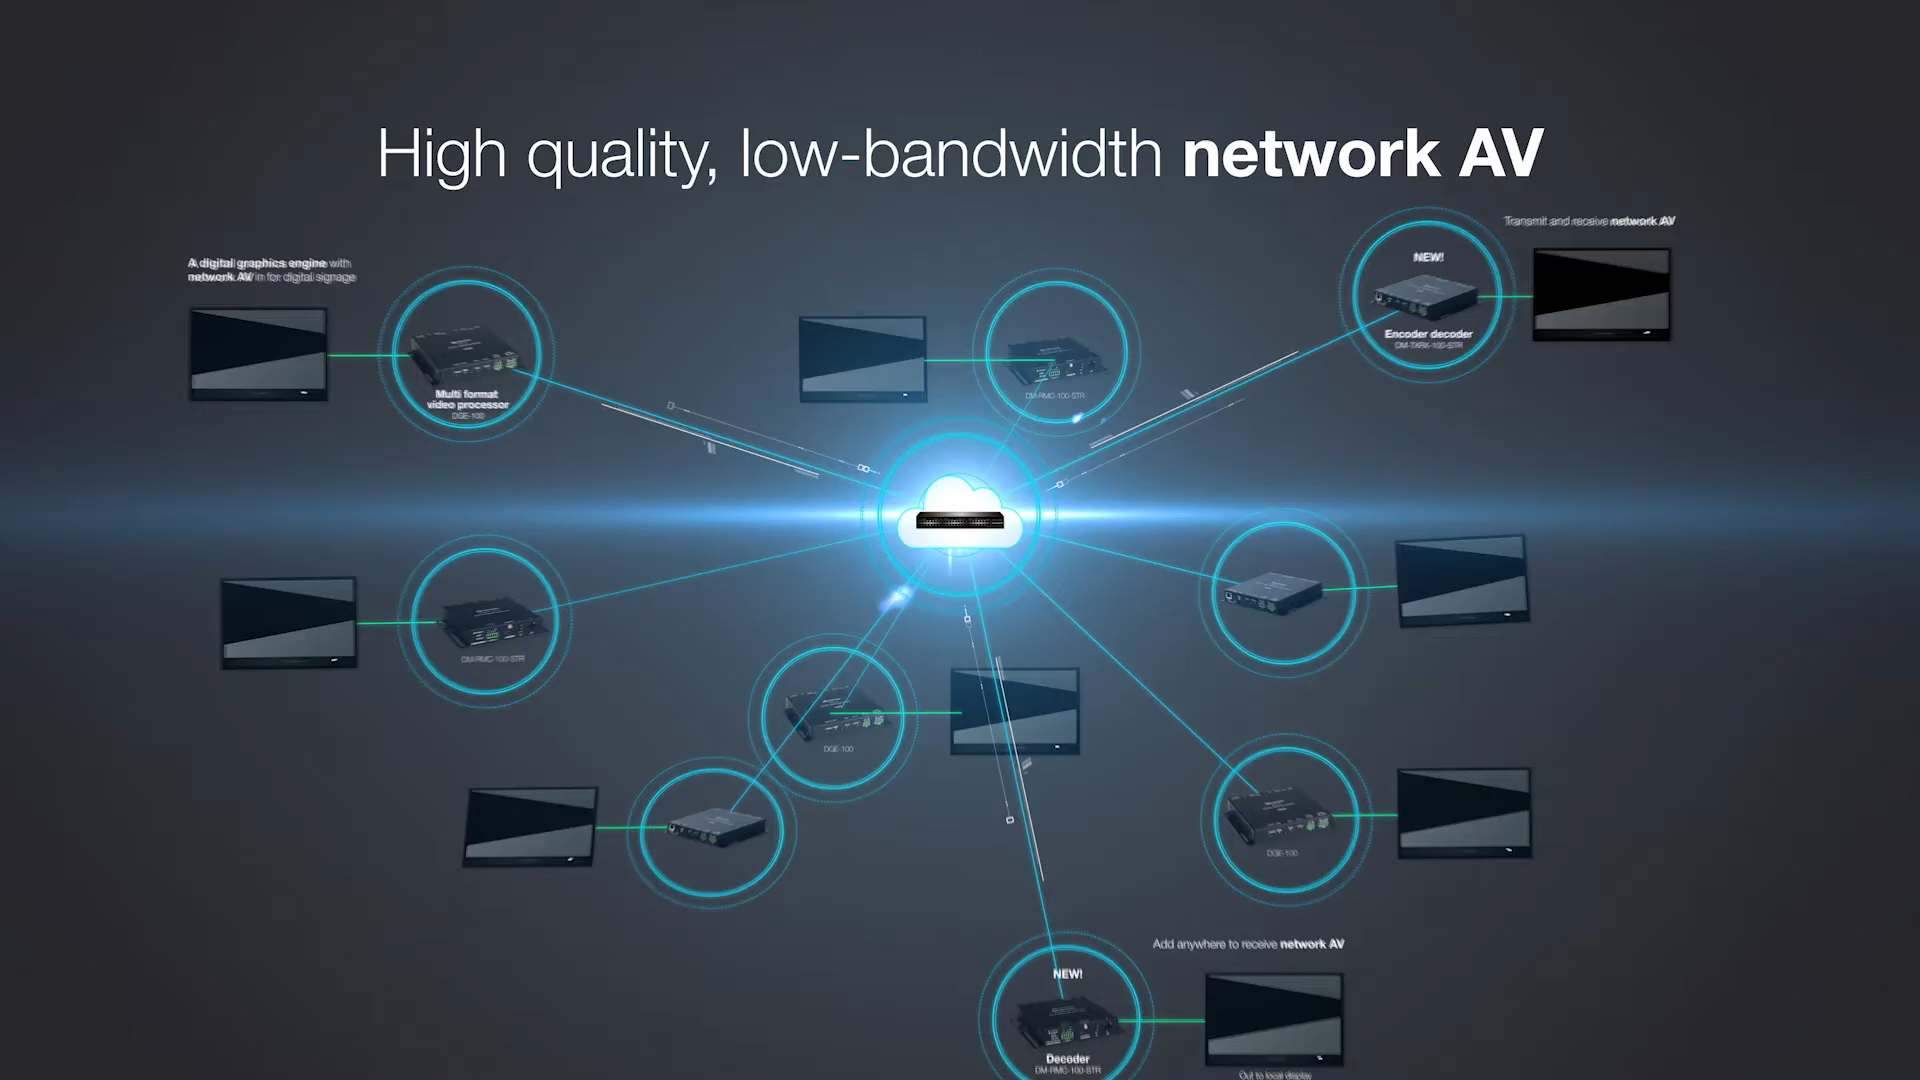 High quality, low-bandwidth network AV
Transmit and receive network AV
A digital graphics engine with
network AV in for digital signage
NEW!
Encoder decoder
DM-TXRX-100-STR
Multi format
video processor
DGE-100
DM-RMC-100-STR
DM-RMC-100-STR
DGE-100
DGE-100
Add anywhere to receive network AV
NEW!
Decoder
DM-RMC-100-STR
Out to local display